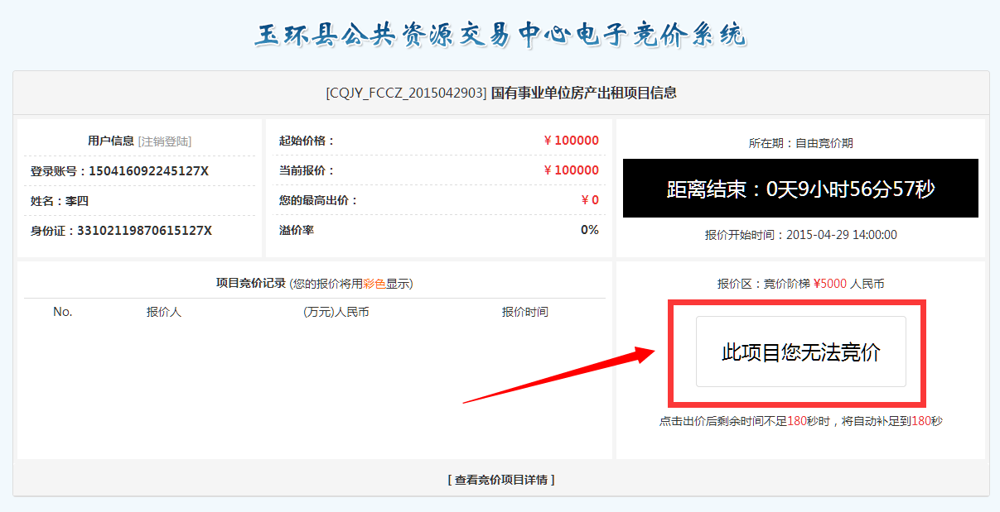 玉环县公共资源交易中心电子竞价系统
[CQJY_FCCZ_2015042903] 国有事业单位房产出租项目信息
用户信息 [注销登陆]
登录账号：150416092245127X
姓名：李四
身份证：33102119870615127X
起始价格： ¥ 100000
当前报价： ¥ 100000
您的最高出价： ¥ 0
溢价率 0%
所在期：自由竞价期
距离结束：0天9小时56分57秒
报价开始时间：2015-04-29 14:00:00
项目竞价记录 (您的报价将用彩色显示)
No. 报价人 (万元)人民币 报价时间
报价区：竞价阶梯 ¥5000 人民币
此项目您无法竞价
点击出价后剩余时间不足180秒时，将自动补足到180秒
[ 查看竞价项目详情 ]